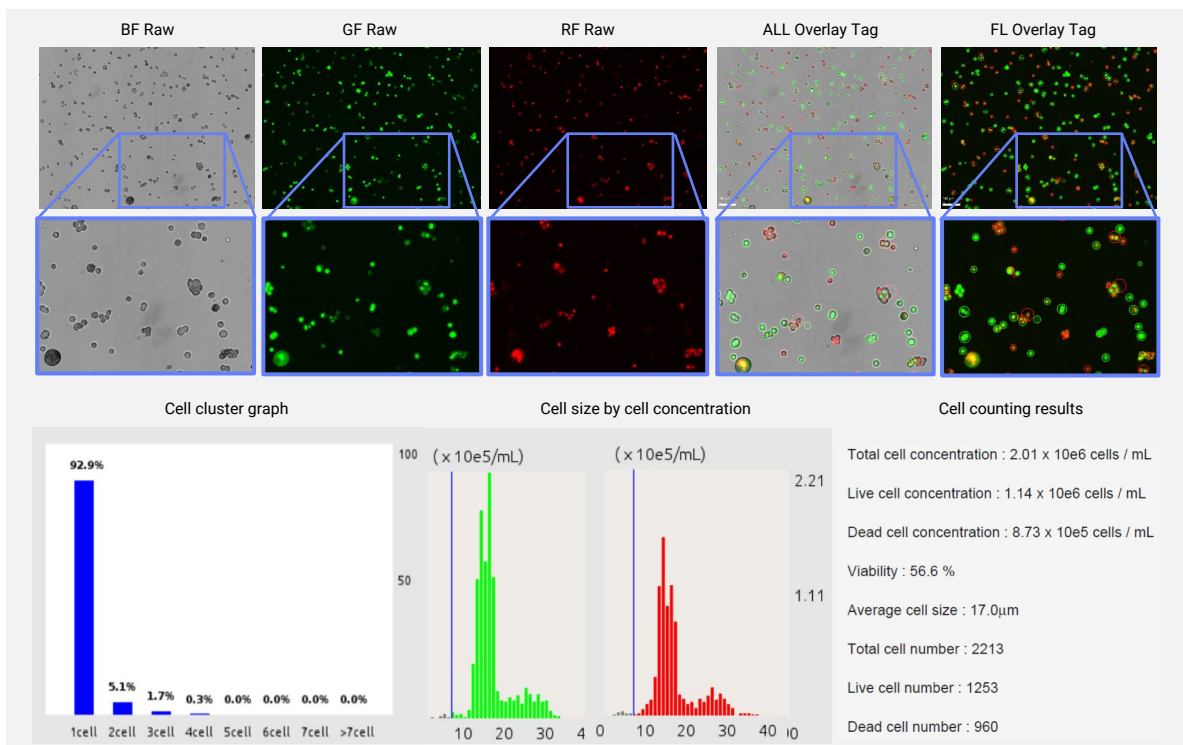 BF Raw
GF Raw
RF Raw
ALL Overlay Tag
FL Overlay Tag
Cell cluster graph
92.9%
5.1%
1.7%
0.3%
0.0%
0.0%
0.0%
0.0%
1cell
2cell
3cell
4cell
5cell
6cell
7cell
>7cell
100
50
Cell size by cell concentration
(x10e5/mL)
10 20 30 4
(x10e5/mL)
2.21
1.11
0 10 20 30 40 00
Cell counting results
Total cell concentration : 2.01 x 10e6 cells / mL
Live cell concentration : 1.14 x 10e6 cells / mL
Dead cell concentration : 8.73 x 10e5 cells / mL
Viability : 56.6 %
Average cell size : 17.0μm
Total cell number : 2213
Live cell number : 1253
Dead cell number : 960